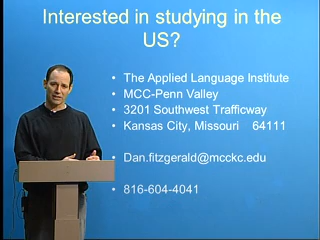 Interested in studying in the
US?
• The Applied Language Institute
• MCC-Penn Valley
• 3201 Southwest Trafficway
• Kansas City, Missouri 64111
• Dan.fitzgerald@mcckc.edu
• 816-604-4041